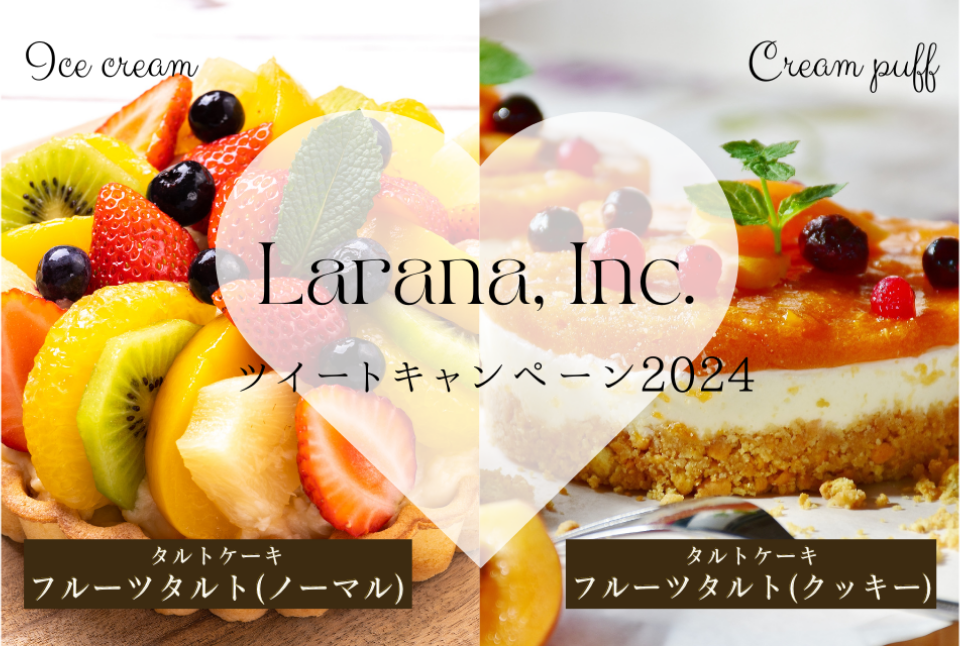 Ice cream
Cream puff
Larana, Inc.
ツイートキャンペーン2024
タルトケーキ
フルーツタルト(ノーマル)
タルトケーキ
フルーツタルト(クッキー)